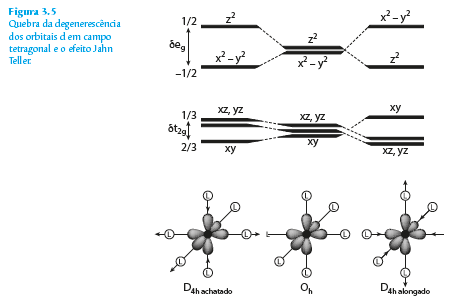 Figura 3.5
Quebra da degenerescência
dos orbitais d em campo
tetragonal e o efeito Jahn
Teller.
1/2 z² x² – y²
δeg z²
x² – y²
–1/2 x² – y² z²
1/3 xz, yz xz, yz xy
δt2g
2/3 xy xy xz, yz
L L L
L L L L L L
L L L L L L
L L L
D4h achatado Oh D4h alongado